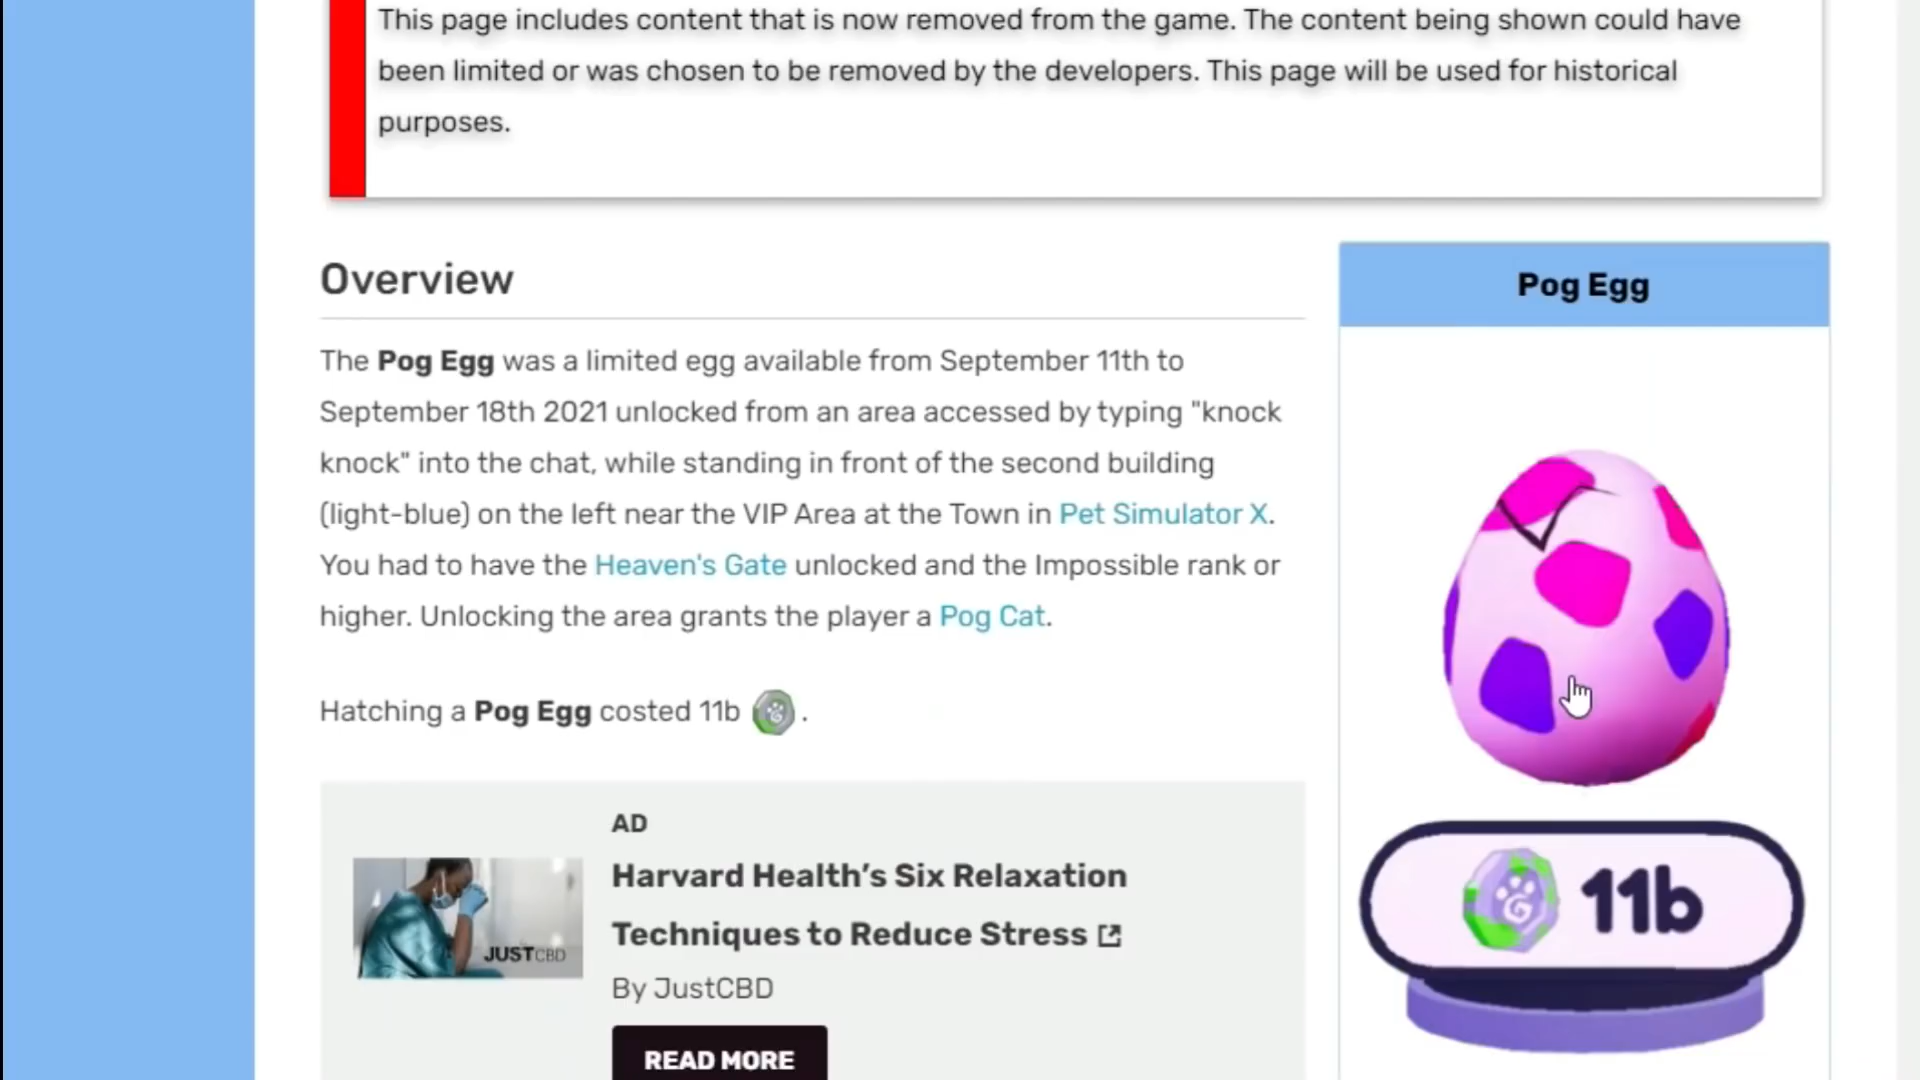 This page includes content that is now removed from the game. The content being shown could have
been limited or was chosen to be removed by the developers. This page will be used for historical
purposes.
Overview
The Pog Egg was a limited egg available from September 11th to
September 18th 2021 unlocked from an area accessed by typing "knock
knock" into the chat, while standing in front of the second building
(light-blue) on the left near the VIP Area at the Town in Pet Simulator X.
You had to have the Heaven's Gate unlocked and the Impossible rank or
higher. Unlocking the area grants the player a Pog Cat.
Hatching a Pog Egg costed 11b .
AD
Harvard Health's Six Relaxation
Techniques to Reduce Stress
By JustCBD
READ MORE
JUSTCBD
Pog Egg
G 11b